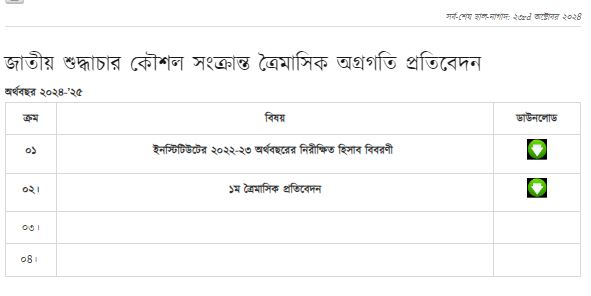 সর্ব-শেষ হাল-নাগাদ: ২৩rd অক্টোবর ২০২৪
জাতীয় শুদ্ধাচার কৌশল সংক্রান্ত ত্রৈমাসিক অগ্রগতি প্রতিবেদন
অর্থবছর ২০২৪-'২৫
ক্রম বিষয় ডাউনলোড
০১ ইনস্টিটিউটের ২০২২-২৩ অর্থবছরের নিরীক্ষিত হিসাব বিবরণী
০২। ১ম ত্রৈমাসিক প্রতিবেদন
০৩।
০৪।